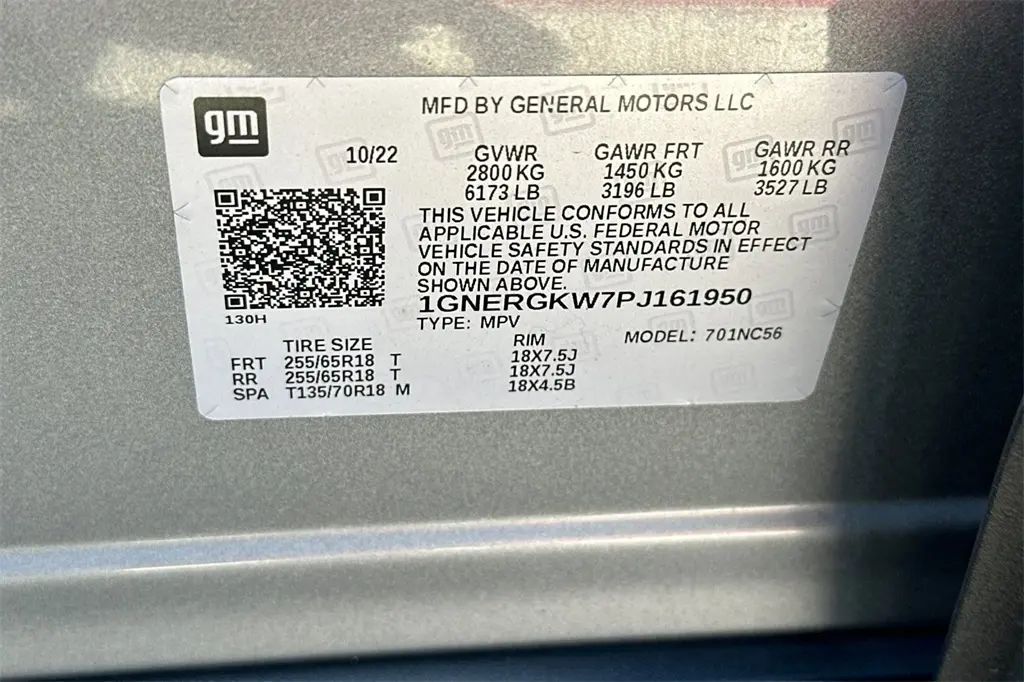 gm
MFD BY GENERAL MOTORS LLC
10/22 GVWR GAWR FRT GAWR RR
2800 KG 1450 KG 1600 KG
6173 LB 3196 LB 3527 LB
THIS VEHICLE CONFORMS TO ALL
APPLICABLE U.S. FEDERAL MOTOR
VEHICLE SAFETY STANDARDS IN EFFECT
ON THE DATE OF MANUFACTURE
SHOWN ABOVE.
1GNERGKW7PJ161950
130H
TYPE: MPV MODEL: 701NC56
TIRE SIZE RIM
FRT 255/65R18 T 18X7.5J
RR 255/65R18 T 18X7.5J
SPA T135/70R18 M 18X4.5B